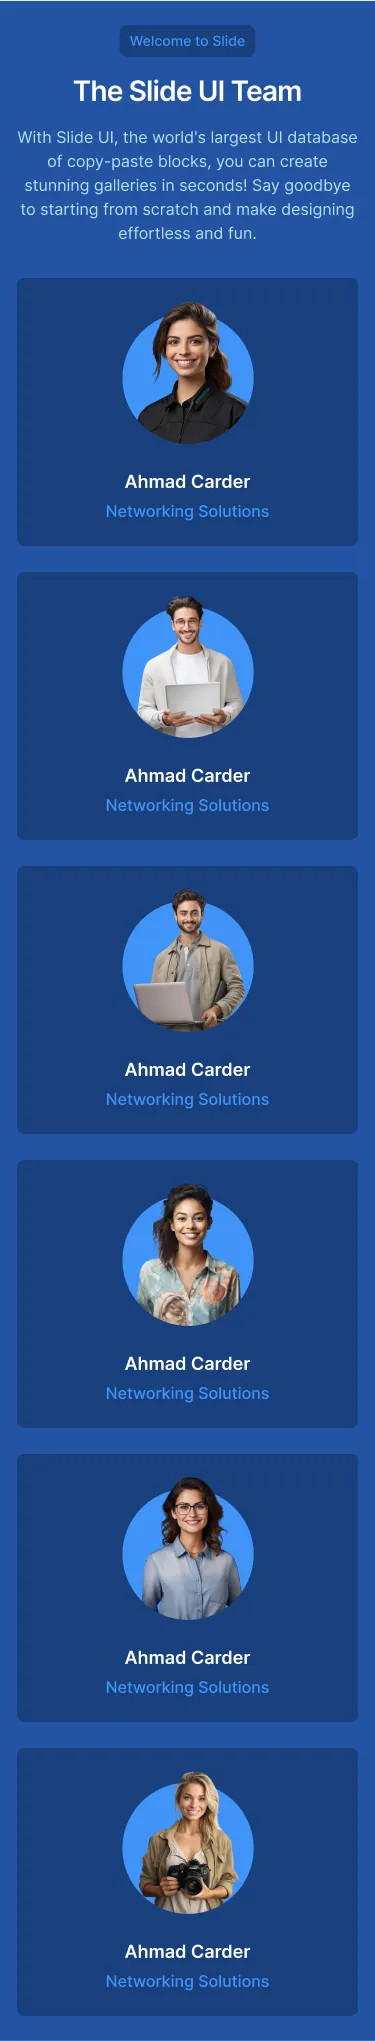 Welcome to Slide
The Slide UI Team
With Slide UI, the world's largest UI database
of copy-paste blocks, you can create
stunning galleries in seconds! Say goodbye
to starting from scratch and make designing
effortless and fun.
Ahmad Carder
Networking Solutions
Ahmad Carder
Networking Solutions
Ahmad Carder
Networking Solutions
Ahmad Carder
Networking Solutions
Ahmad Carder
Networking Solutions
Ahmad Carder
Networking Solutions